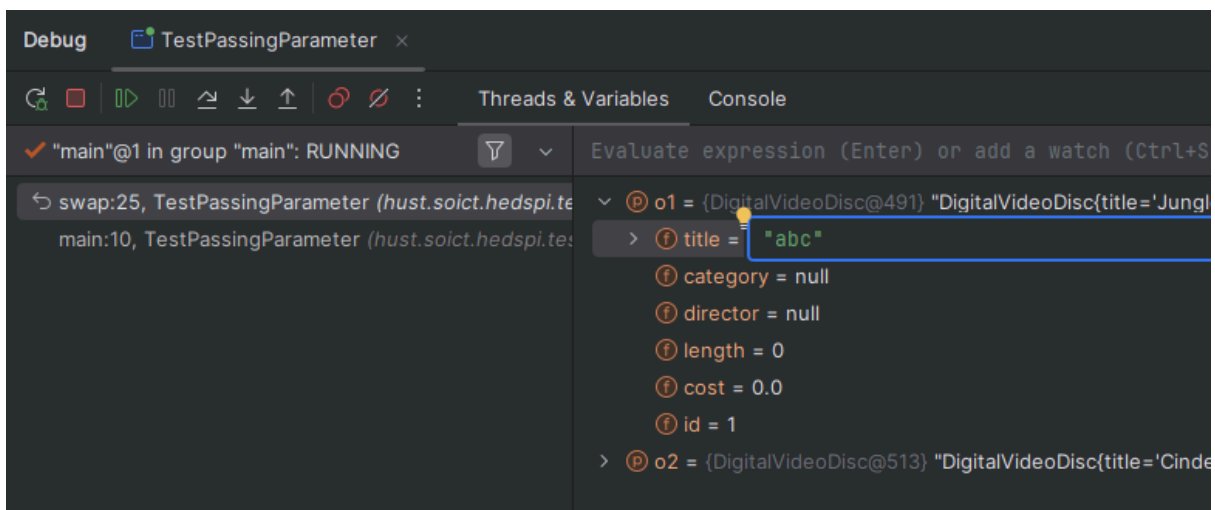 Debug TestPassingParameter
Threads & Variables Console
"main"@1 in group "main": RUNNING
Evaluate expression (Enter) or add a watch (Ctrl+S
swap:25, TestPassingParameter (hust.soict.hedspi.te
main:10, TestPassingParameter (hust.soict.hedspi.tes
o1 = {DigitalVideoDisc@491} "DigitalVideoDisc{title='Jungl
title = "abc"
category = null
director = null
length = 0
cost = 0.0
id = 1
o2 = {DigitalVideoDisc@513} "DigitalVideoDisc{title='Cinde